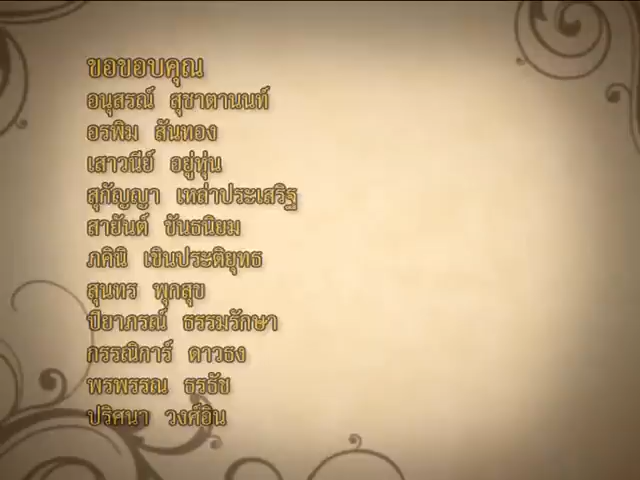 ขอขอบคุณ
อนุสรณ์ สุชาตานนท์
อรพิม สันทอง
เสาวนีย์ อยู่หุ่น
สุกัญญา เหล่าประเสริฐ
สายันต์ ขันธนิยม
ภคินี เขินประติยุทธ
สุนทร พุกสุข
ปิยาภรณ์ ธรรมรักษา
กรรณิการ์ ดาวธง
พรพรรณ ธรธัช
ปริศนา วงศ์อิน